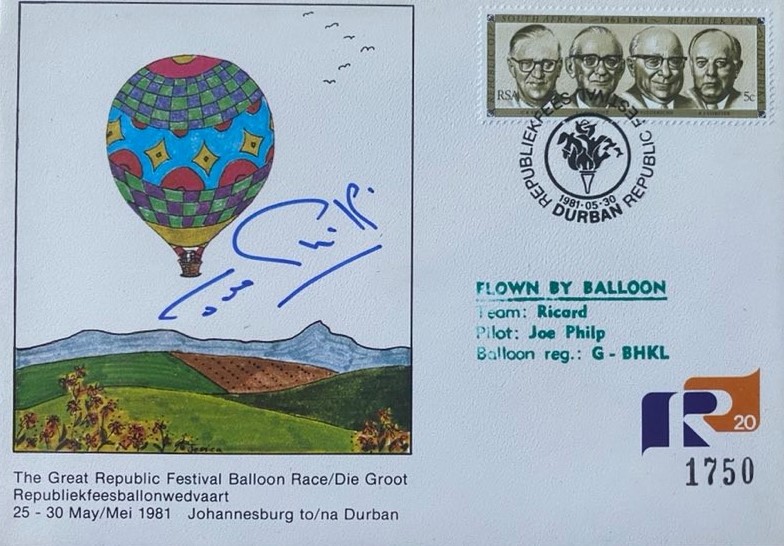 SOUTH AFRICA 1961-1981 REPUBLIEK VAN
RSA
5c
REPUBLIEKFEES FESTIVAL REPUBLIC
1981-05-30
DURBAN
FLOWN BY BALLOON
Team: Ricard
Pilot: Joe Philp
Balloon reg.: G - BHKL
R 20
1750
The Great Republic Festival Balloon Race/Die Groot
Republiekfeesballonwedvaart
25 - 30 May/Mei 1981 Johannesburg to/na Durban